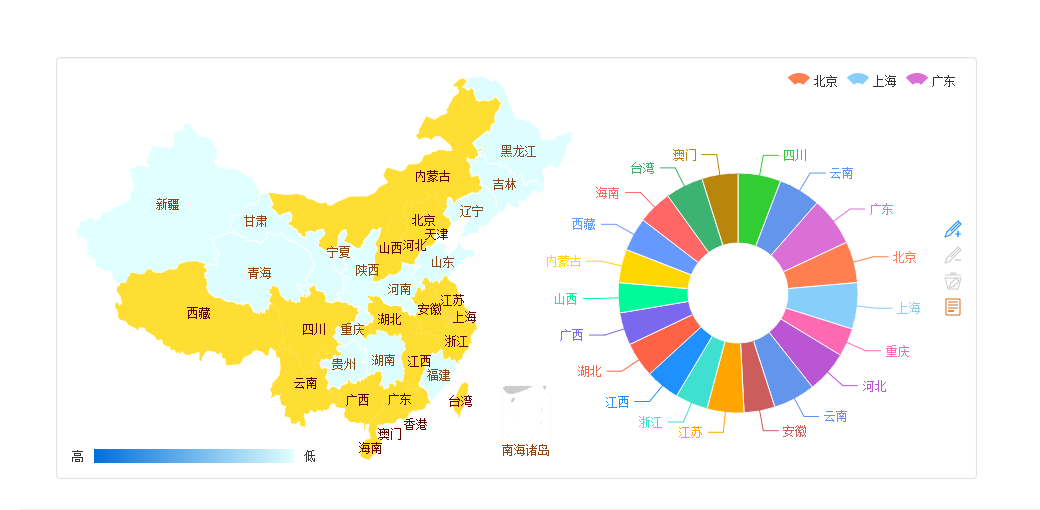 北京 上海 广东
黑龙江
内蒙古
吉林
新疆
辽宁
甘肃
北京
天津
宁夏
山西
河北
山东
青海
陕西
河南
西藏
江苏
安徽
上海
湖北
四川
重庆
浙江
贵州
湖南
江西
福建
云南
广西
广东
台湾
香港
澳门
海南
南海诸岛
高
低
四川
云南
广东
北京
上海
重庆
河北
云南
安徽
江苏
浙江
江西
湖北
广西
山西
内蒙古
西藏
海南
台湾
澳门